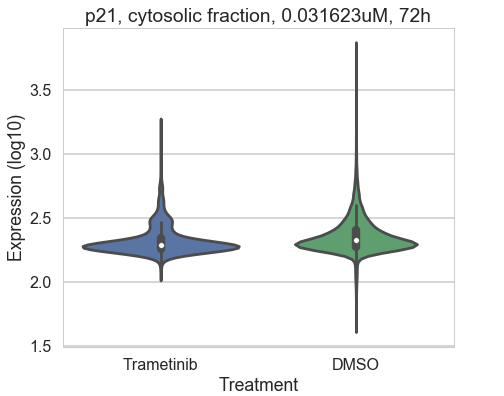 p21, cytosolic fraction, 0.031623uM, 72h
Expression (log10)
3.5
3.0
2.5
2.0
1.5
Trametinib DMSO
Treatment